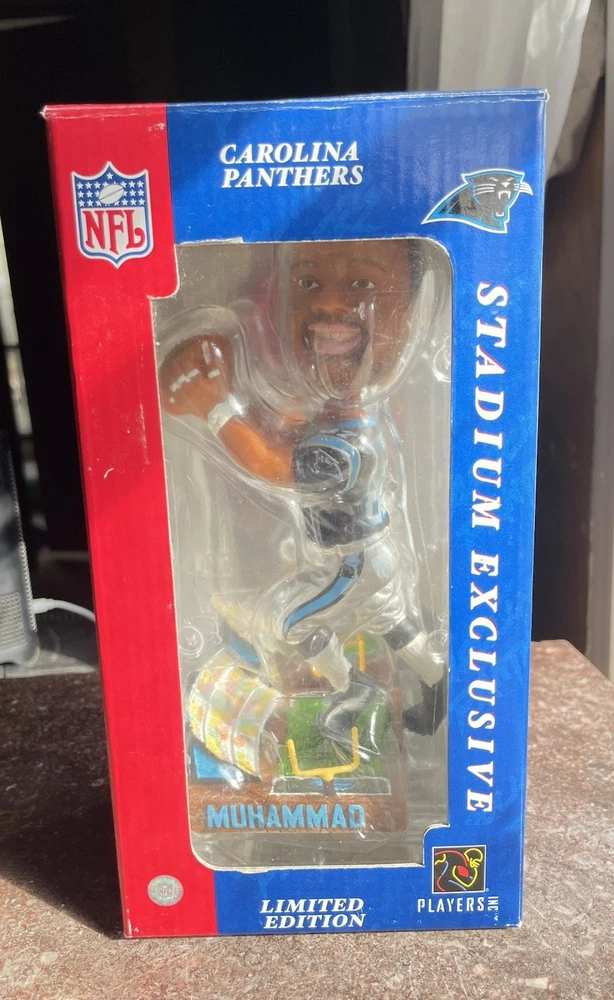 CAROLINA
PANTHERS
NFL
STADIUM EXCLUSIVE
MUHAMMAD
LIMITED
EDITION
PLAYERS INC